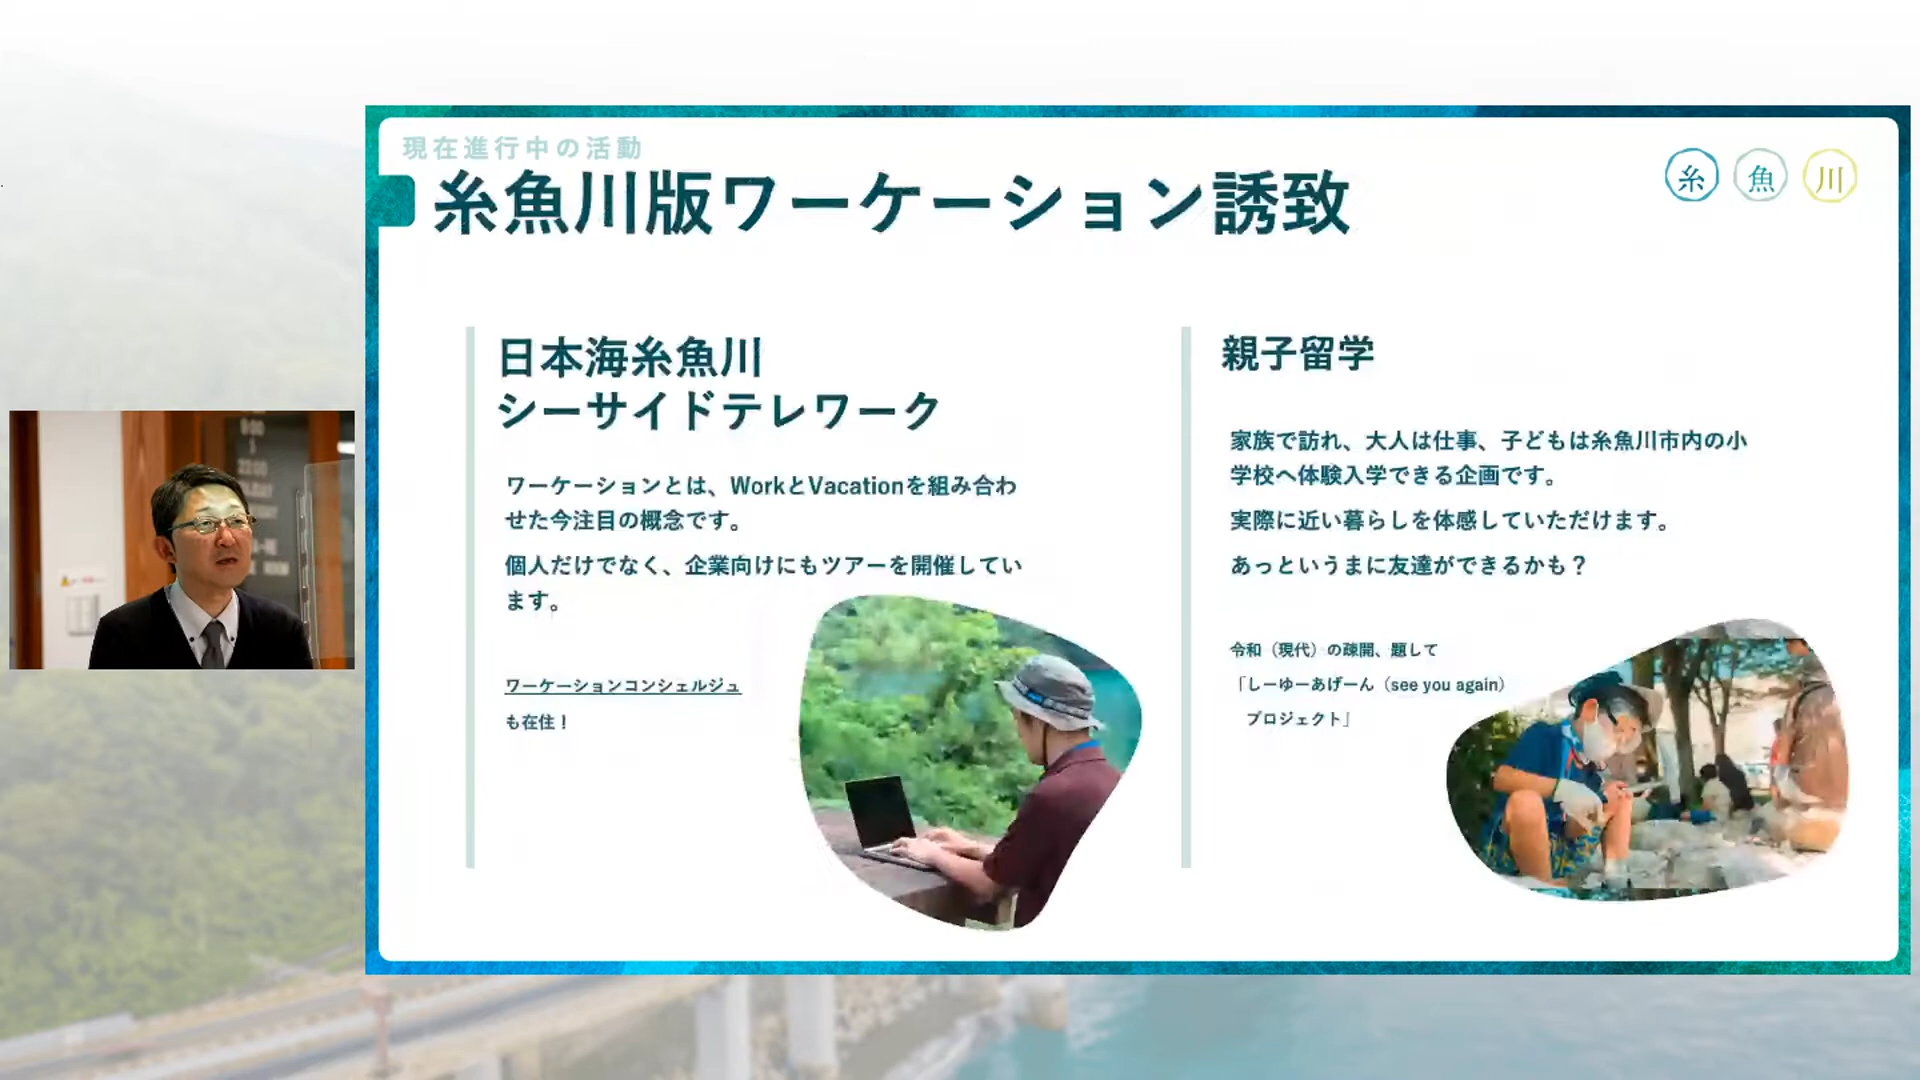 現在進行中の活動
糸魚川版ワーケーション誘致
糸 魚 川
日本海糸魚川
シーサイドテレワーク
ワーケーションとは、WorkとVacationを組み合わ
せた今注目の概念です。
個人だけでなく、企業向けにもツアーを開催してい
ます。
ワーケーションコンシェルジュ
も在住！
親子留学
家族で訪れ、大人は仕事、子どもは糸魚川市内の小
学校へ体験入学できる企画です。
実際に近い暮らしを体感していただけます。
あっというまに友達ができるかも？
令和（現代）の疎開、題して
「しーゆーあげーん（see you again）
プロジェクト」
9:00
22:00